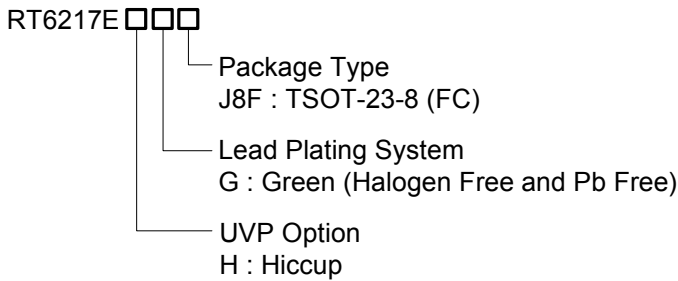 RT6217E
Package Type
J8F : TSOT-23-8 (FC)
Lead Plating System
G : Green (Halogen Free and Pb Free)
UVP Option
H : Hiccup